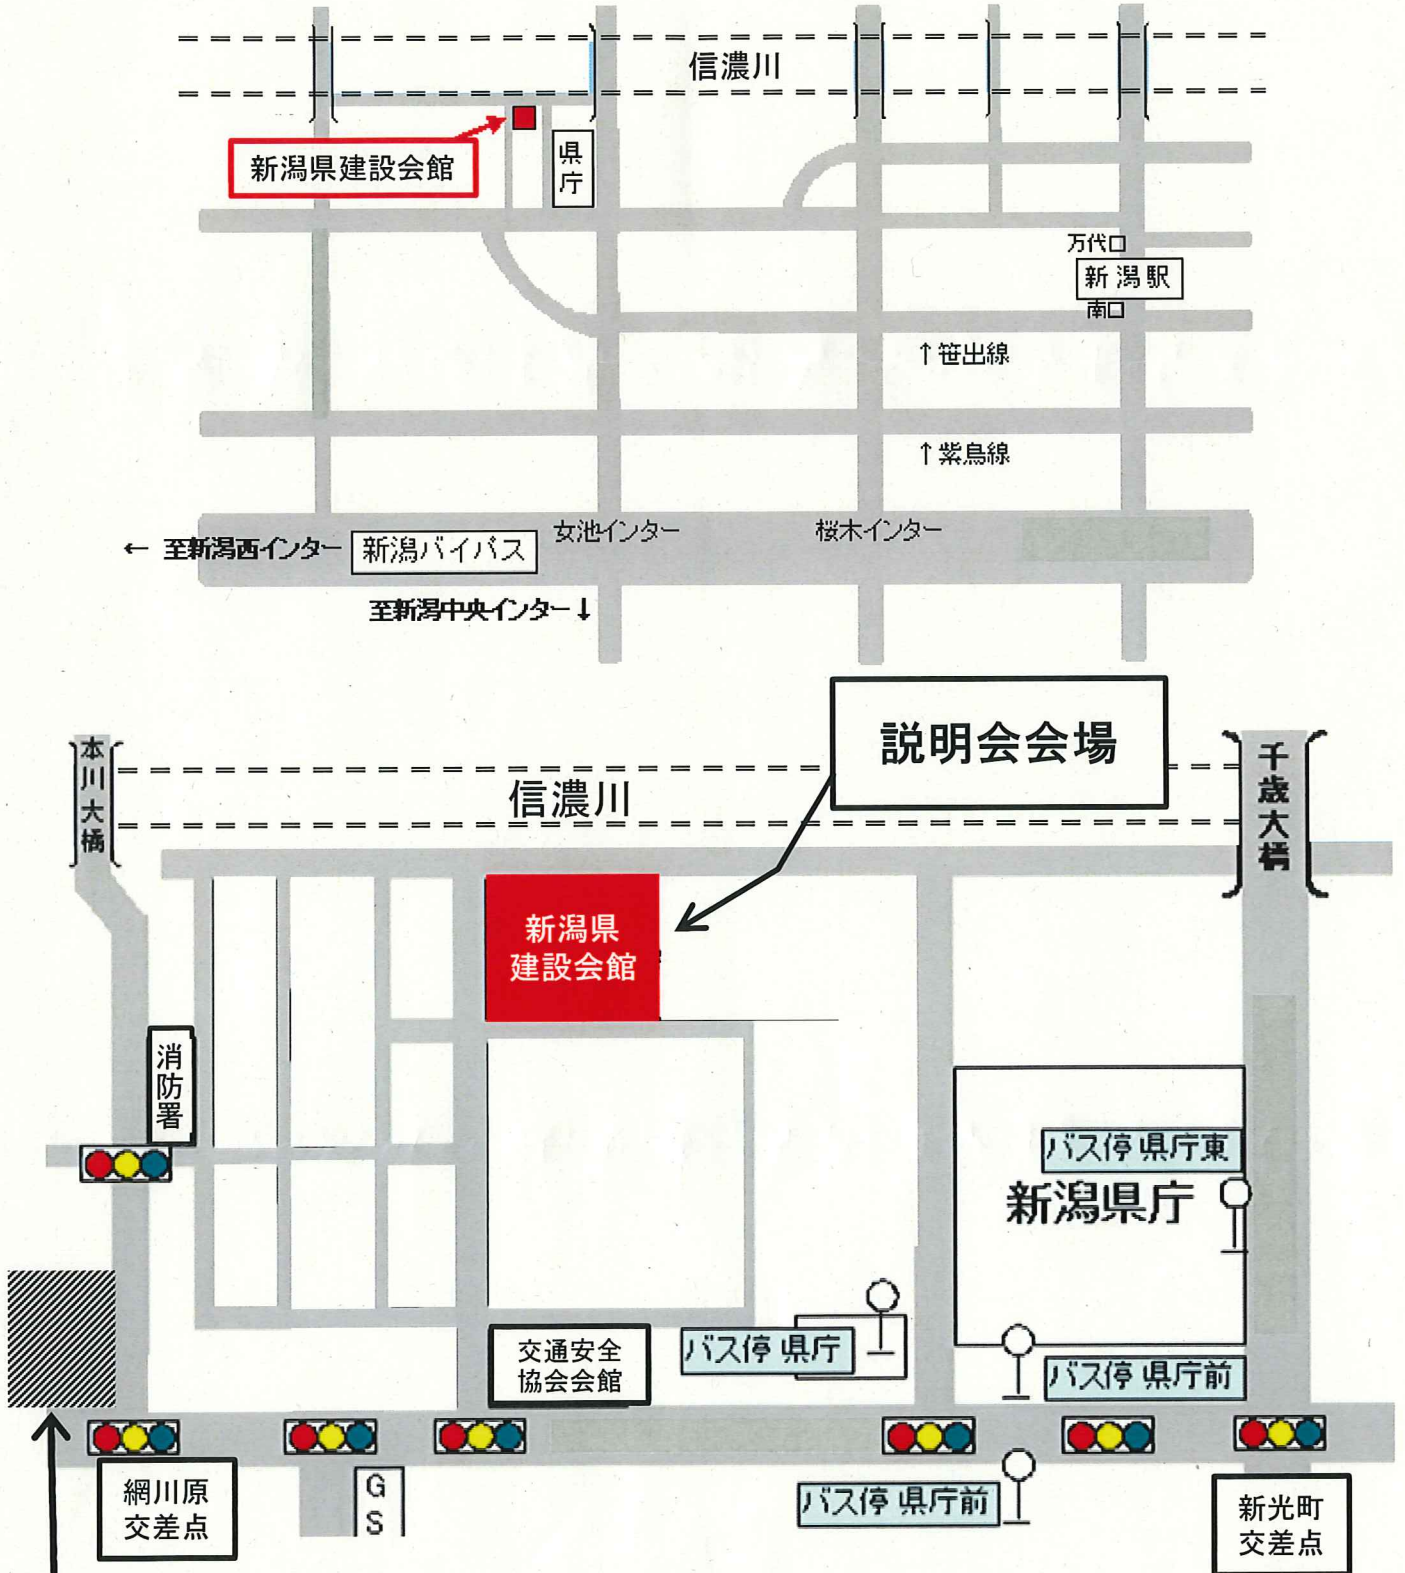 信濃川
新潟県建設会館
県庁
万代口
新潟駅
南口
↑笹出線
↑紫鳥線
女池インター
桜木インター
← 至新潟西インター
新潟バイパス
至新潟中央インター↓
説明会会場
本川大橋
信濃川
千歳大橋
新潟県
建設会館
消防署
バス停 県庁東
新潟県庁
交通安全
協会会館
バス停 県庁
バス停 県庁前
網川原
交差点
GS
バス停 県庁前
新光町
交差点